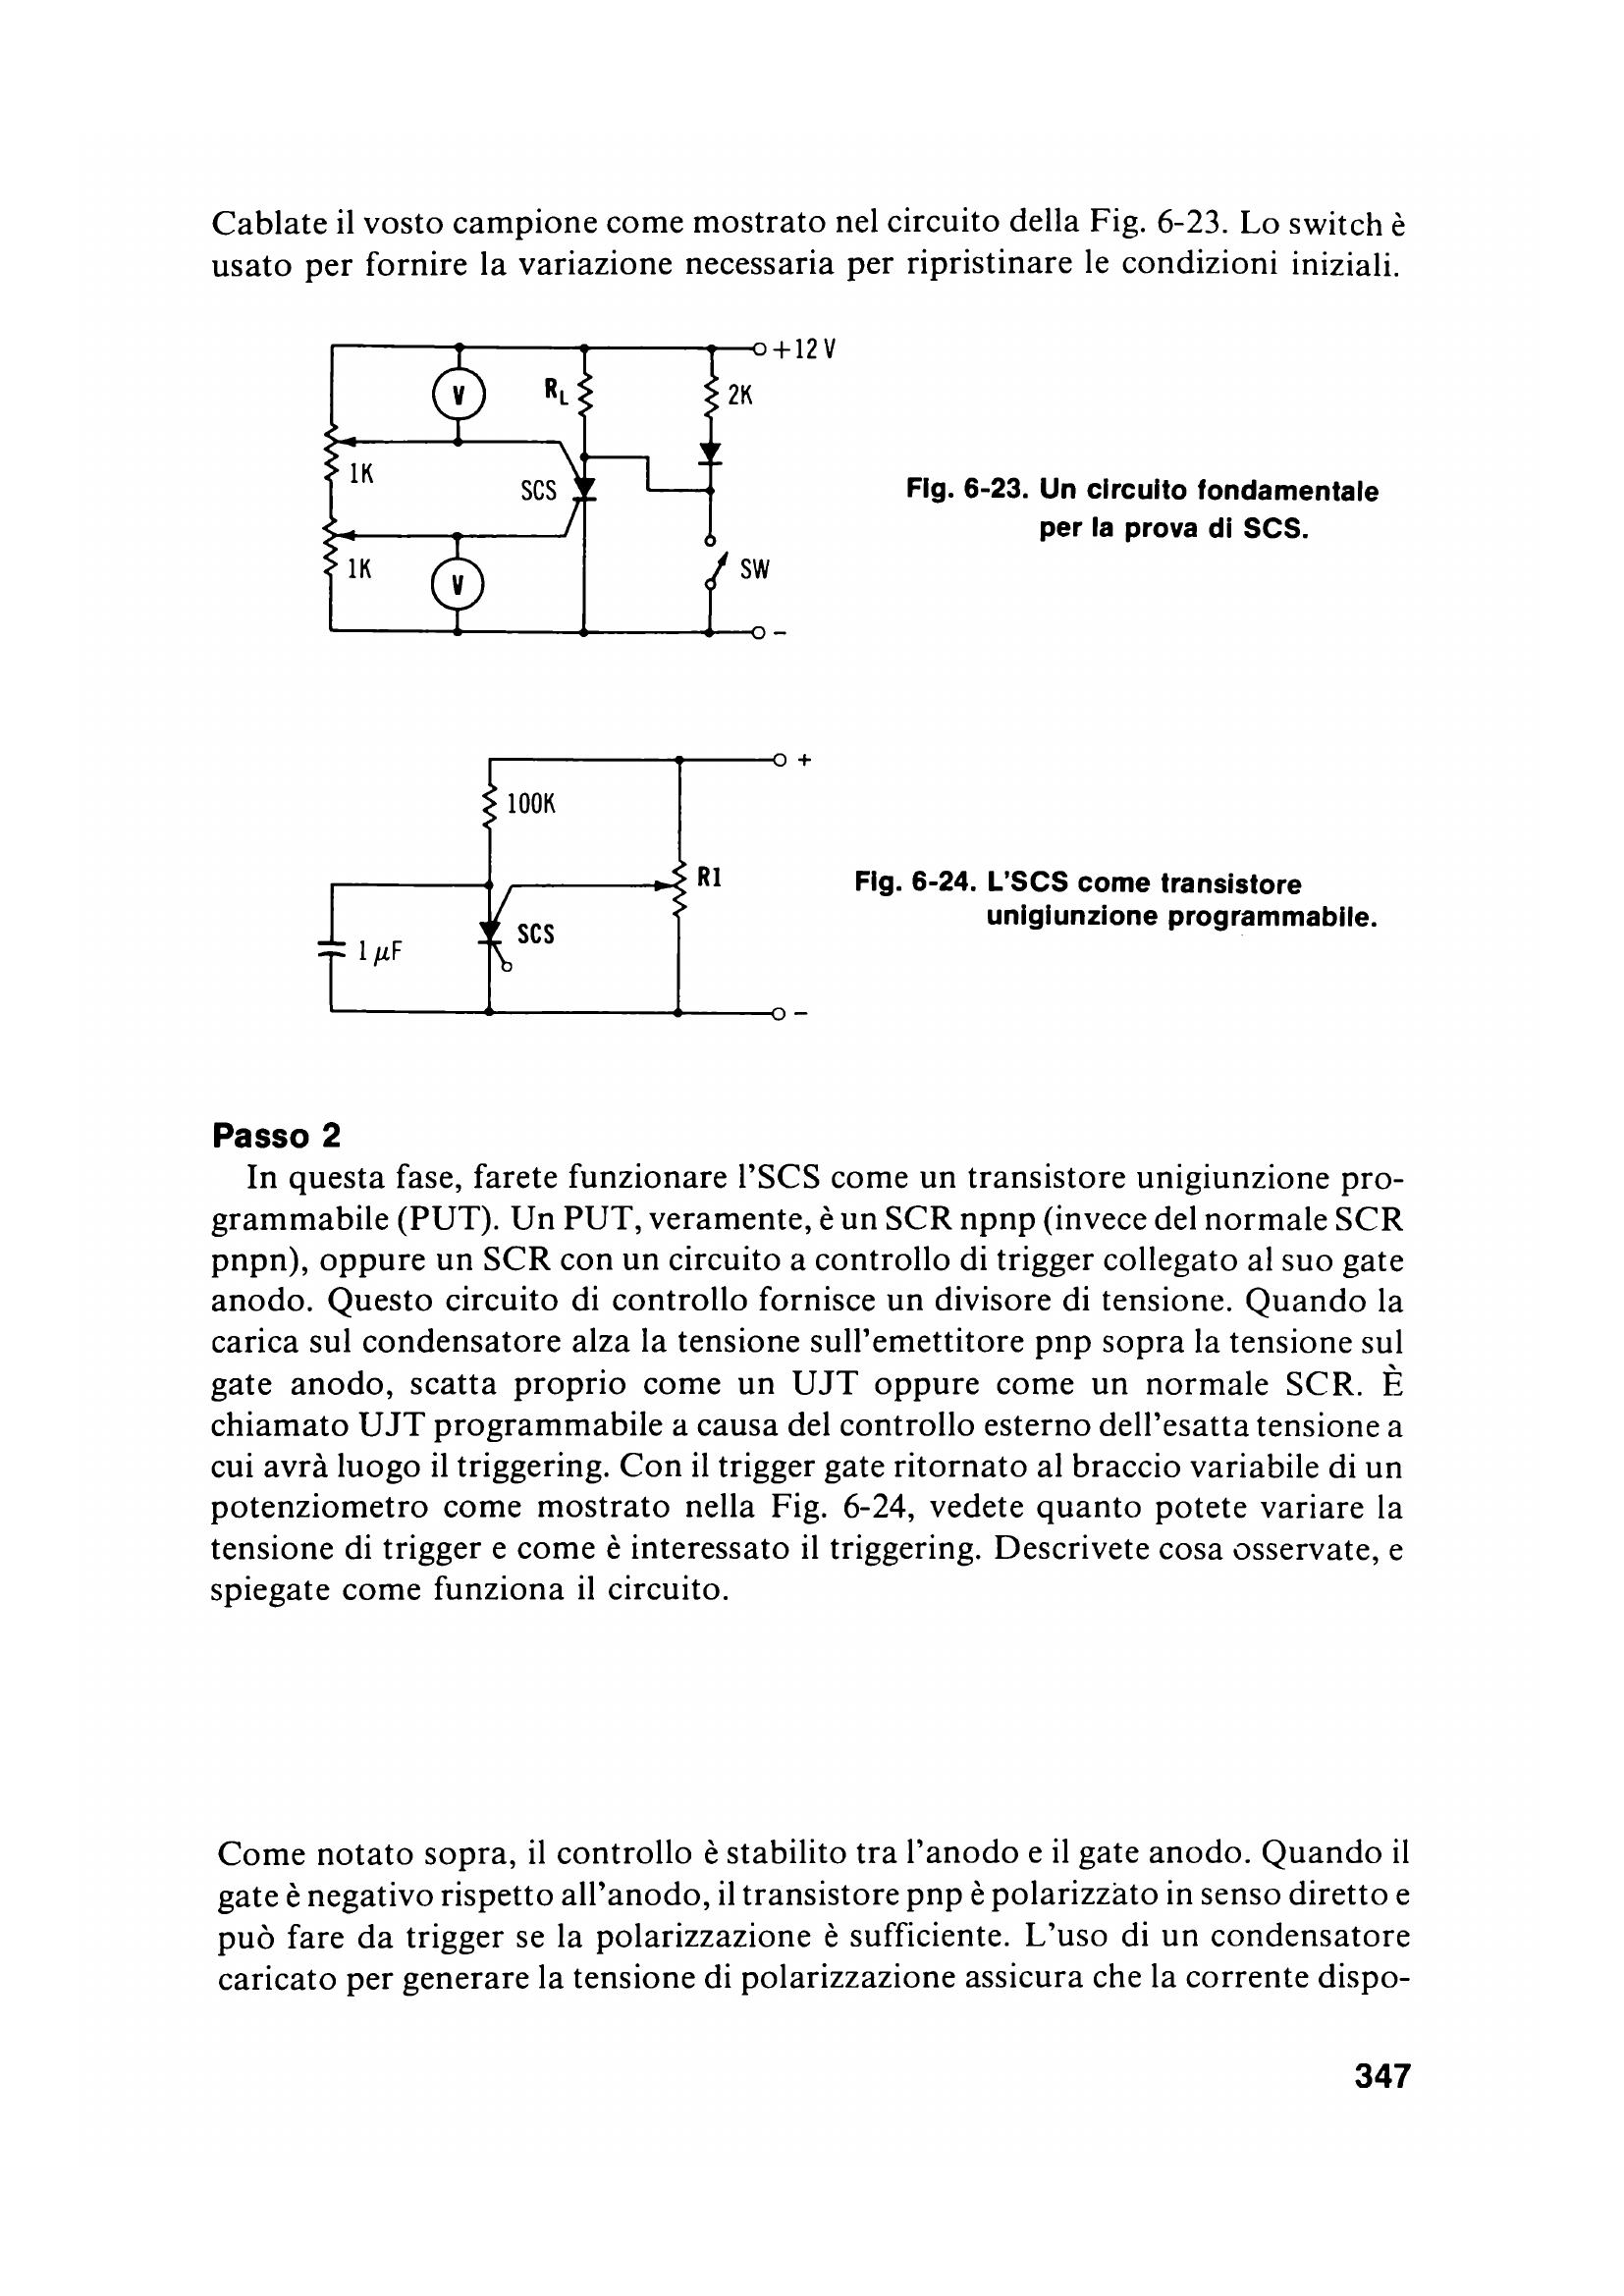 Cablate il vosto campione come mostrato nel circuito della Fig. 6-23. Lo switch è
usato per fornire la variazione necessaria per ripristinare le condizioni iniziali.
+12 V
V
RL
2K
1K
SCS
1K
V
SW
–
Fig. 6-23. Un circuito fondamentale
per la prova di SCS.
+
100K
R1
SCS
1 µF
–
Fig. 6-24. L'SCS come transistore
unigiunzione programmabile.
Passo 2
In questa fase, farete funzionare l'SCS come un transistore unigiunzione pro-
grammabile (PUT). Un PUT, veramente, è un SCR npnp (invece del normale SCR
pnpn), oppure un SCR con un circuito a controllo di trigger collegato al suo gate
anodo. Questo circuito di controllo fornisce un divisore di tensione. Quando la
carica sul condensatore alza la tensione sull'emettitore pnp sopra la tensione sul
gate anodo, scatta proprio come un UJT oppure come un normale SCR. È
chiamato UJT programmabile a causa del controllo esterno dell'esatta tensione a
cui avrà luogo il triggering. Con il trigger gate ritornato al braccio variabile di un
potenziometro come mostrato nella Fig. 6-24, vedete quanto potete variare la
tensione di trigger e come è interessato il triggering. Descrivete cosa osservate, e
spiegate come funziona il circuito.
Come notato sopra, il controllo è stabilito tra l'anodo e il gate anodo. Quando il
gate è negativo rispetto all'anodo, il transistore pnp è polarizzato in senso diretto e
può fare da trigger se la polarizzazione è sufficiente. L'uso di un condensatore
caricato per generare la tensione di polarizzazione assicura che la corrente dispo-
347